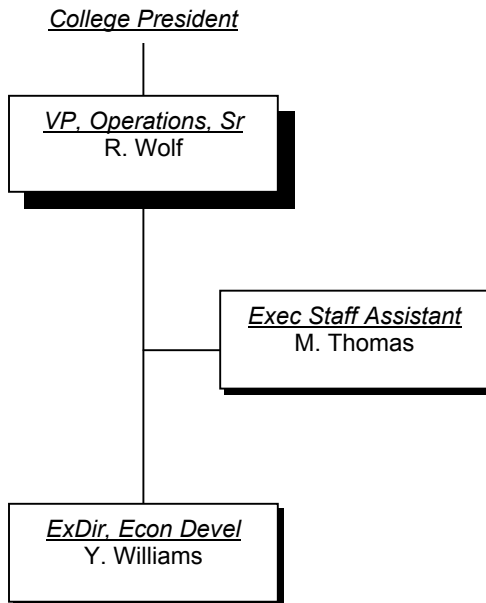 College President
VP, Operations, Sr
R. Wolf
Exec Staff Assistant
M. Thomas
ExDir, Econ Devel
Y. Williams